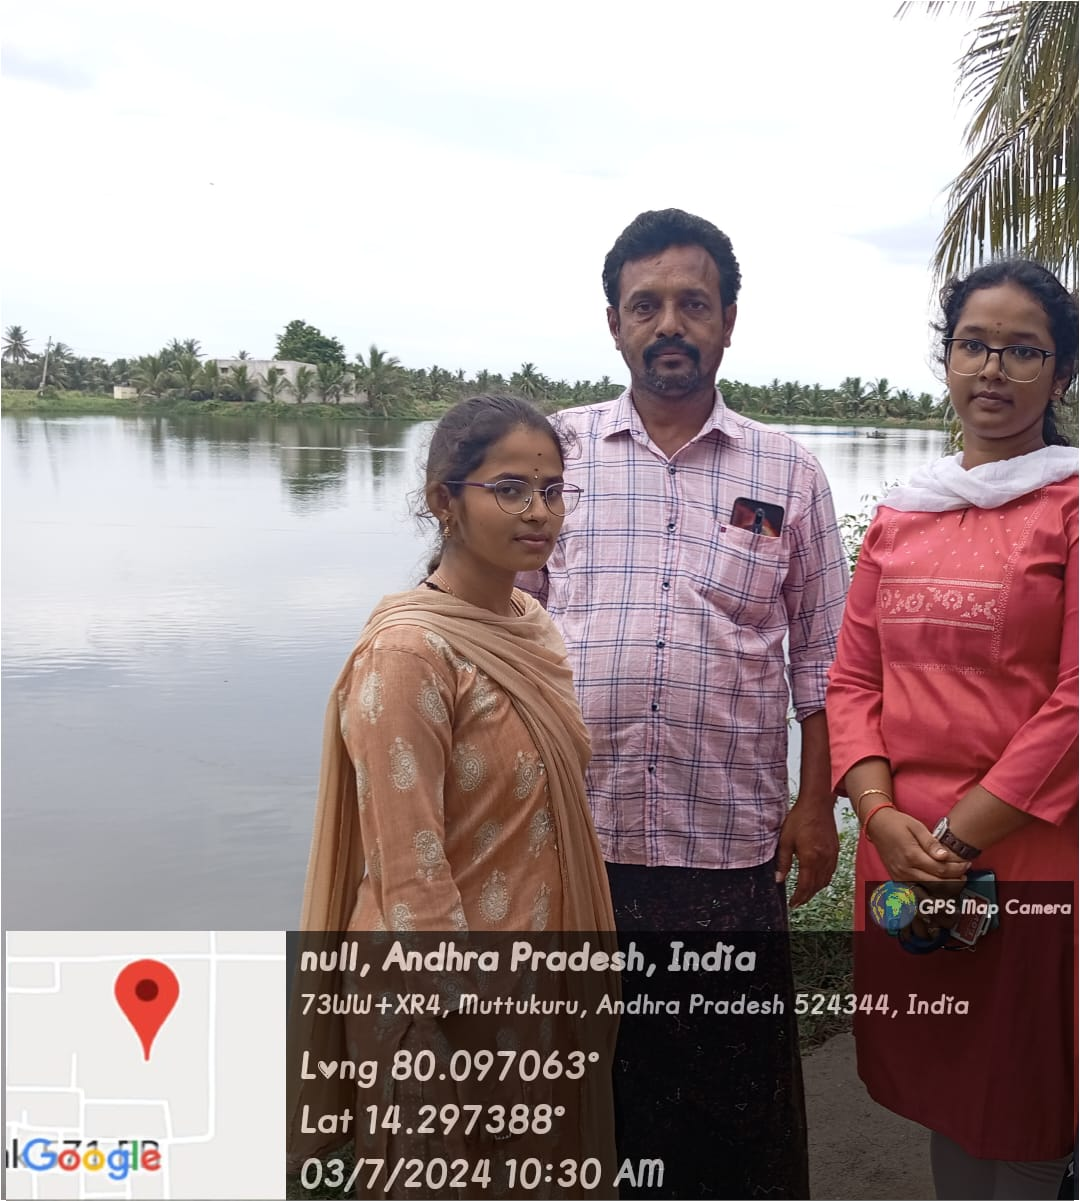 GPS Map Camera
null, Andhra Pradesh, India
73WW+XR4, Muttukuru, Andhra Pradesh 524344, India
Long 80.097063°
Lat 14.297388°
03/7/2024 10:30 AM
Google